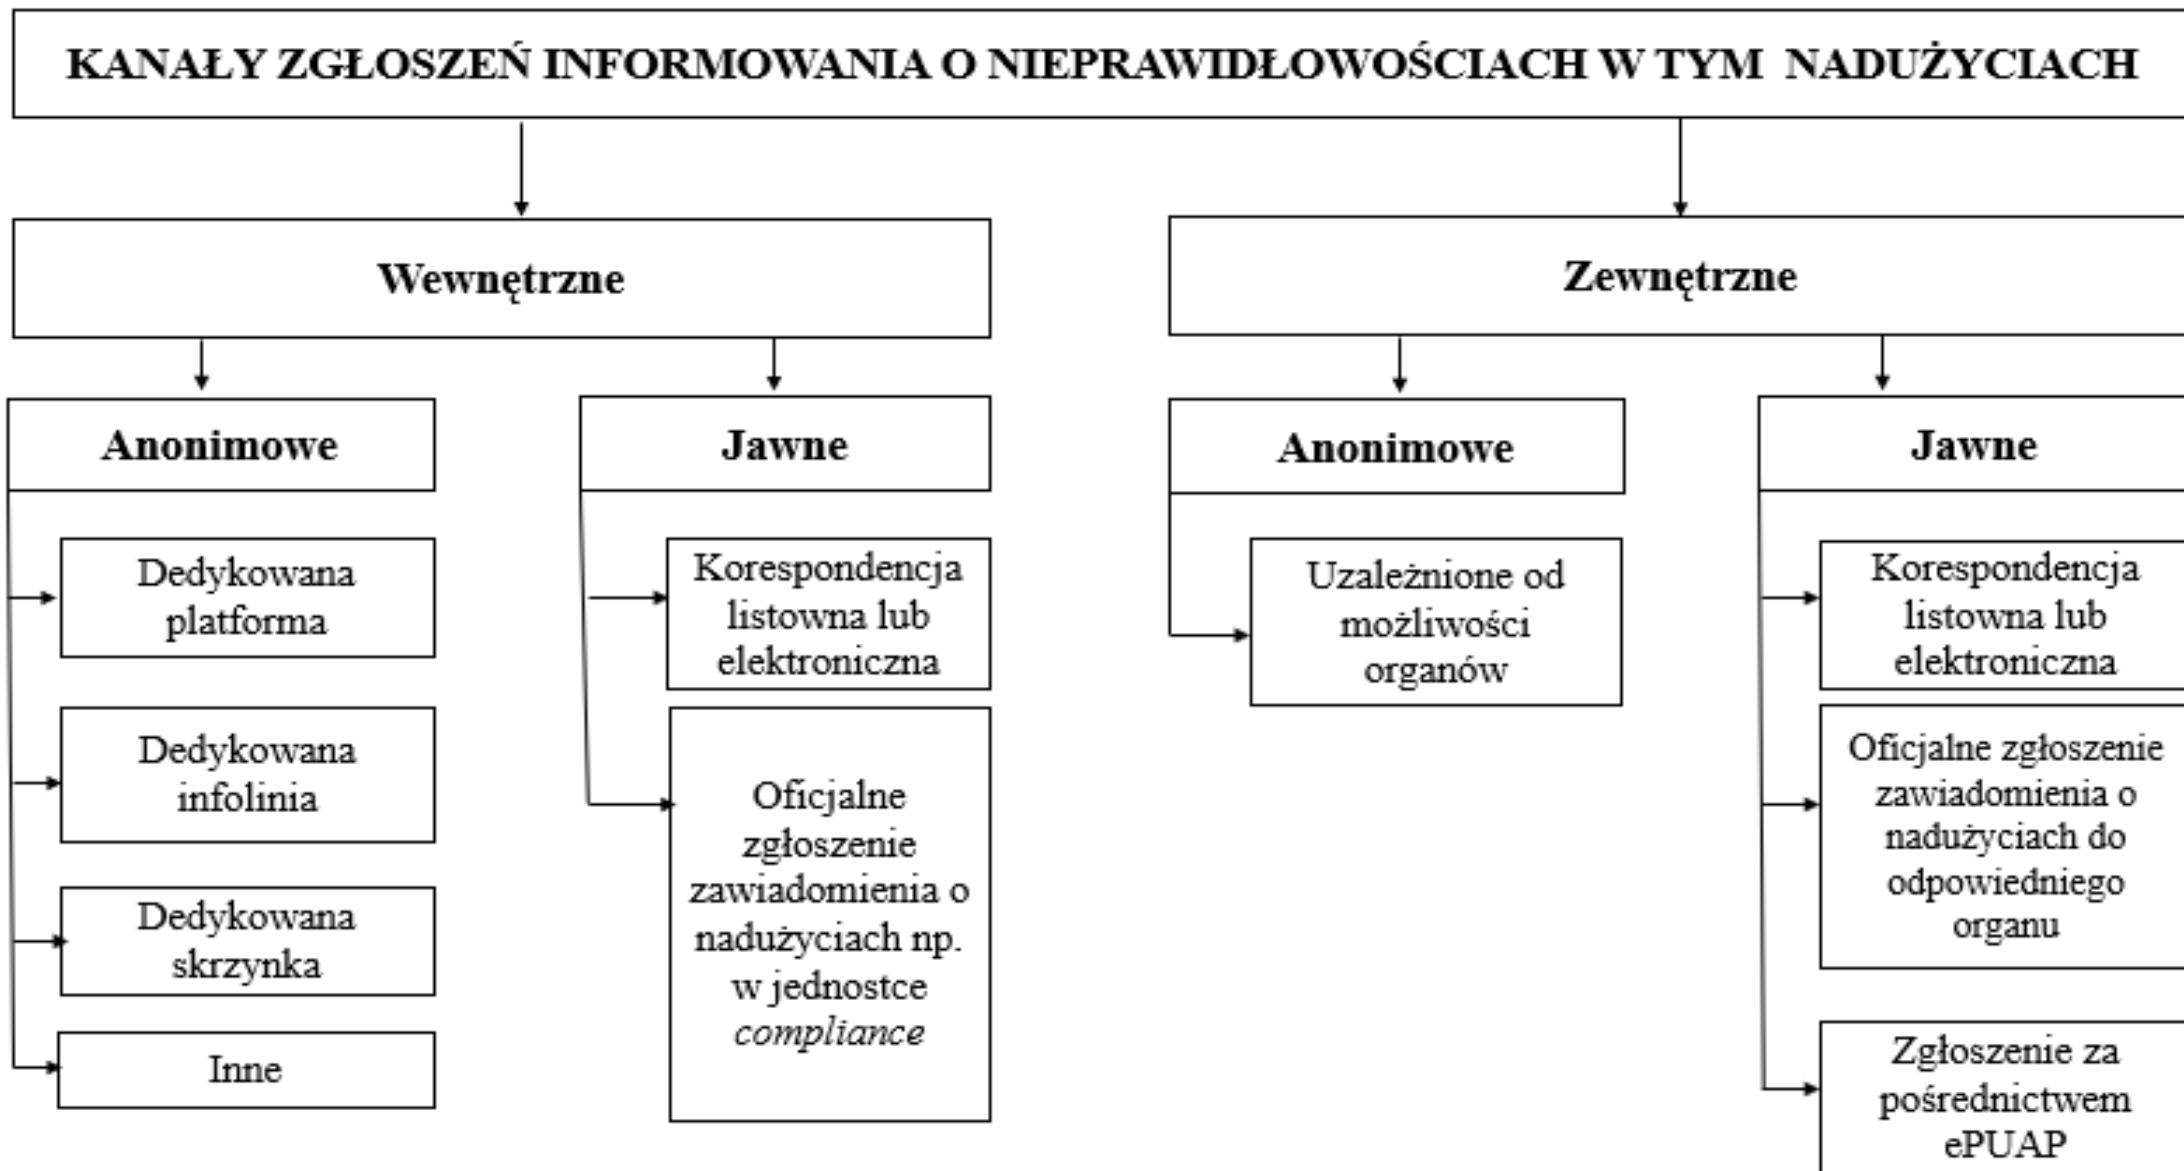 KANAŁY ZGŁOSZEŃ INFORMOWANIA O NIEPRAWIDŁOWOŚCIACH W TYM NADUŻYCIACH
Wewnętrzne
Zewnętrzne
Anonimowe
Jawne
Anonimowe
Jawne
Dedykowana
platforma
Dedykowana
infolinia
Dedykowana
skrzynka
Inne
Korespondencja
listowna lub
elektroniczna
Oficjalne
zgłoszenie
zawiadomienia o
nadużyciach np.
w jednostce
compliance
Uzależnione od
możliwości
organów
Korespondencja
listowna lub
elektroniczna
Oficjalne zgłoszenie
zawiadomienia o
nadużyciach do
odpowiedniego
organu
Zgłoszenie za
pośrednictwem
ePUAP